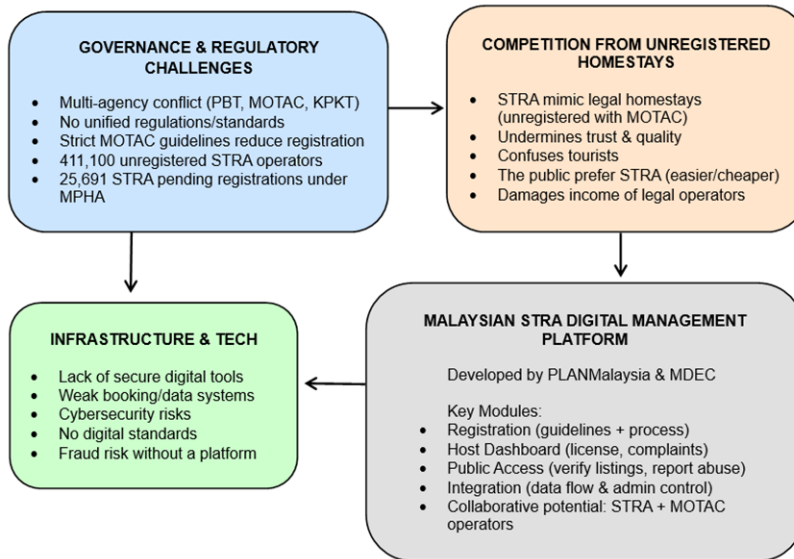 GOVERNANCE & REGULATORY
CHALLENGES
• Multi-agency conflict (PBT, MOTAC, KPKT)
• No unified regulations/standards
• Strict MOTAC guidelines reduce registration
• 411,100 unregistered STRA operators
• 25,691 STRA pending registrations under
MPHA
COMPETITION FROM UNREGISTERED
HOMESTAYS
• STRA mimic legal homestays
(unregistered with MOTAC)
• Undermines trust & quality
• Confuses tourists
• The public prefer STRA (easier/cheaper)
• Damages income of legal operators
INFRASTRUCTURE & TECH
• Lack of secure digital tools
• Weak booking/data systems
• Cybersecurity risks
• No digital standards
• Fraud risk without a platform
MALAYSIAN STRA DIGITAL MANAGEMENT
PLATFORM
Developed by PLANMalaysia & MDEC
Key Modules:
• Registration (guidelines + process)
• Host Dashboard (license, complaints)
• Public Access (verify listings, report abuse)
• Integration (data flow & admin control)
• Collaborative potential: STRA + MOTAC
operators